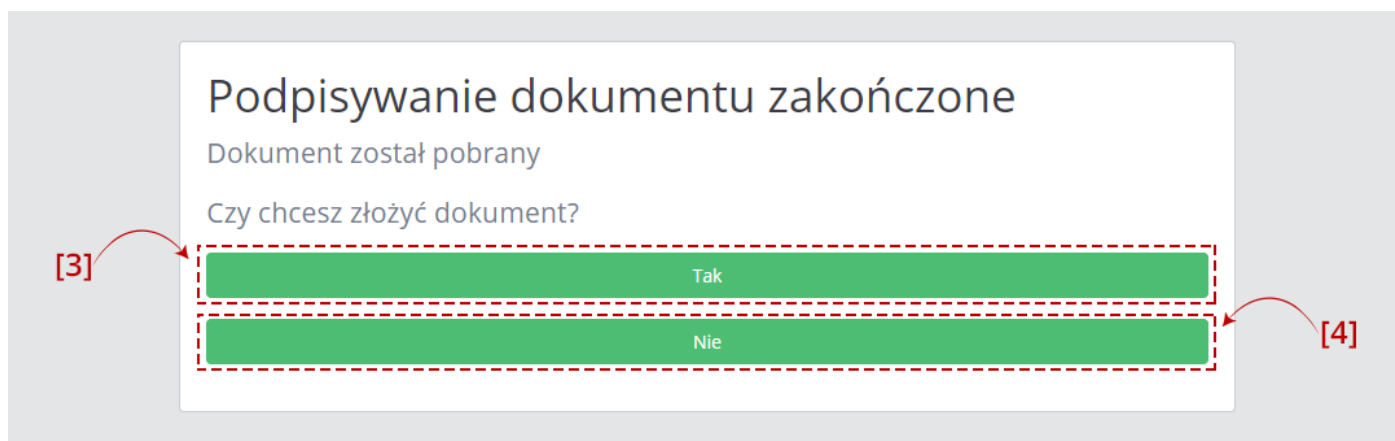 Podpisywanie dokumentu zakończone
Dokument został pobrany
Czy chcesz złożyć dokument?
[3]
Tak
Nie
[4]